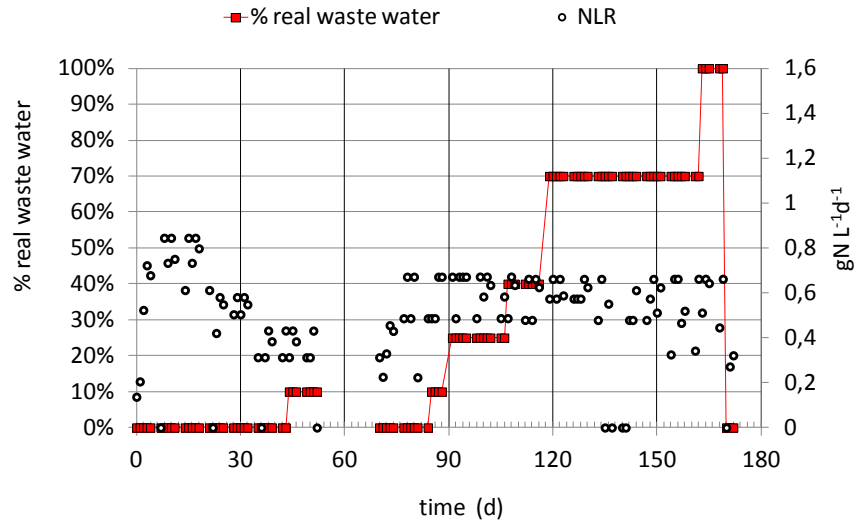 % real waste water NLR
100% 1,6
90% 1,4
80% 1,2
70% 1
60% 0,8
50% 0,6
40% 0,4
30% 0,2
20% 0
10%
0%
0 30 60 90 120 150 180
time (d)
% real waste water
gN L-1d-1